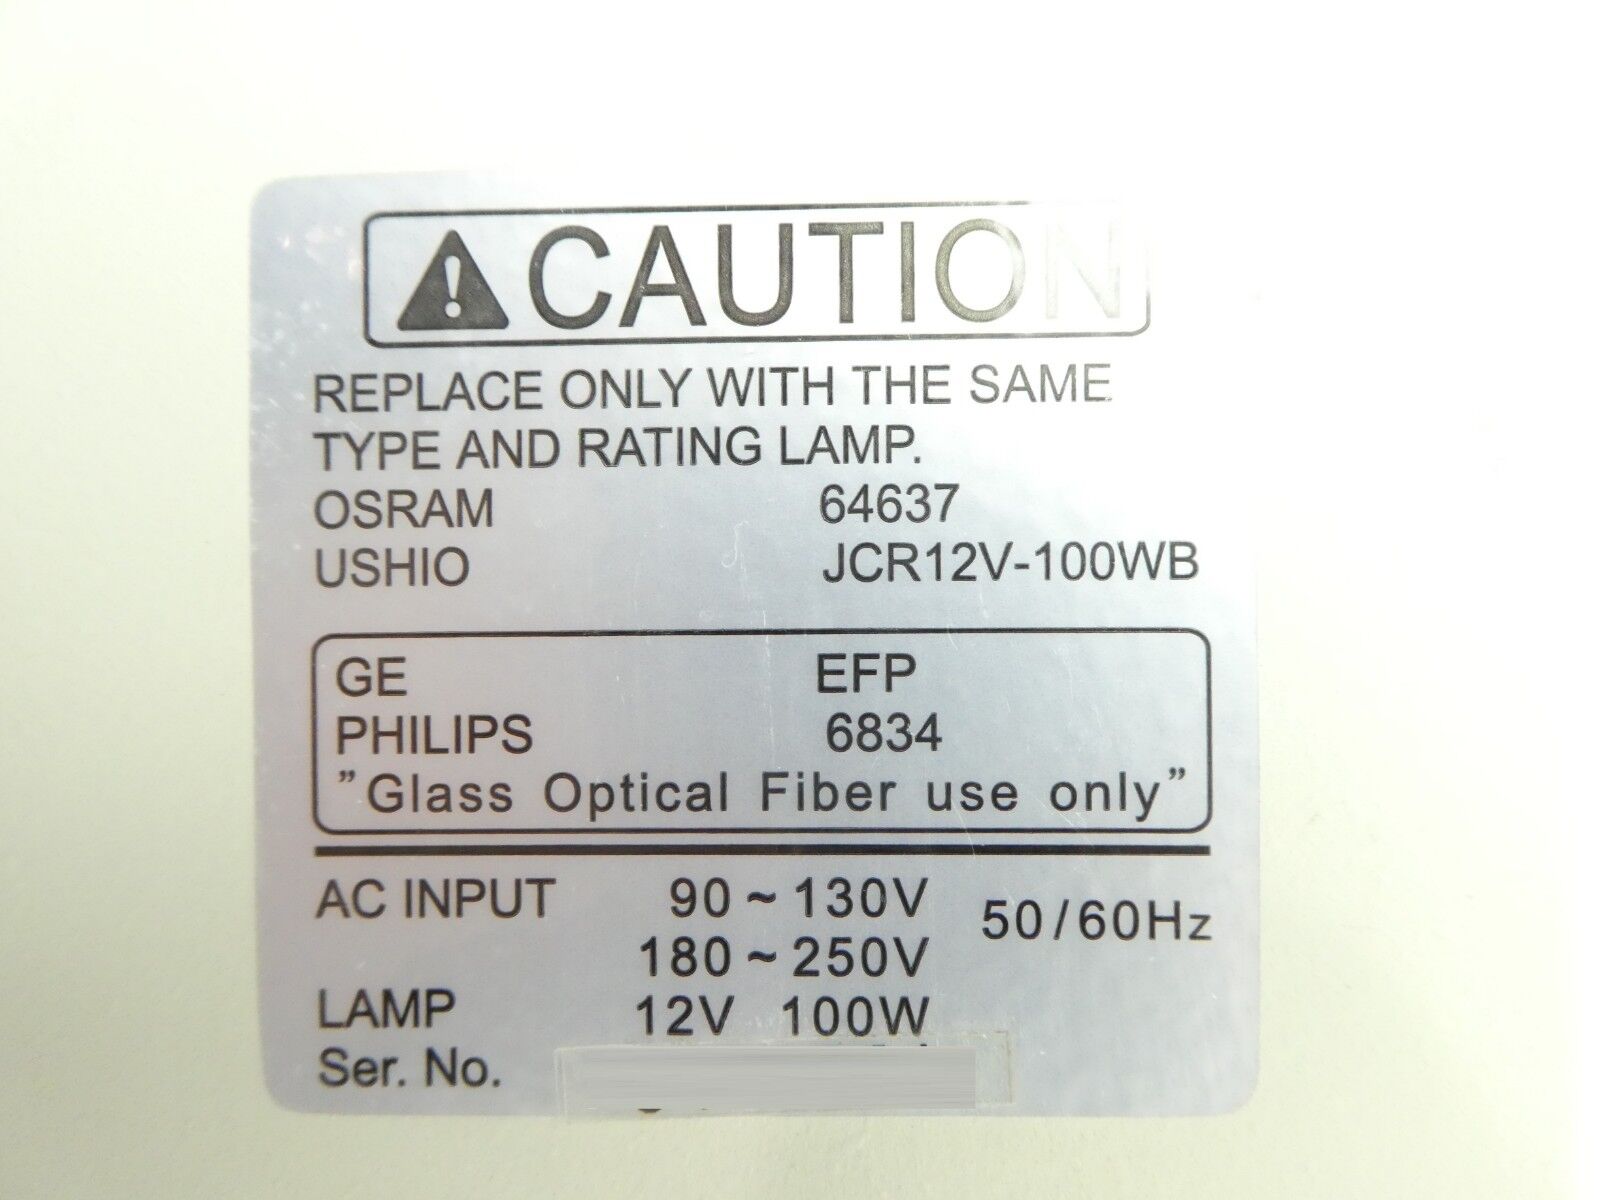 CAUTION
REPLACE ONLY WITH THE SAME
TYPE AND RATING LAMP.
OSRAM 64637
USHIO JCR12V-100WB
GE EFP
PHILIPS 6834
”Glass Optical Fiber use only”
AC INPUT 90~130V 50/60Hz
180~250V
LAMP 12V 100W
Ser. No.